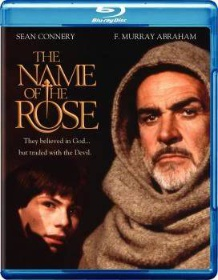 Blu-ray Disc
SEAN CONNERY F. MURRAY ABRAHAM
THE
NAME OF THE
ROSE
They believed in God...
but traded with the Devil.